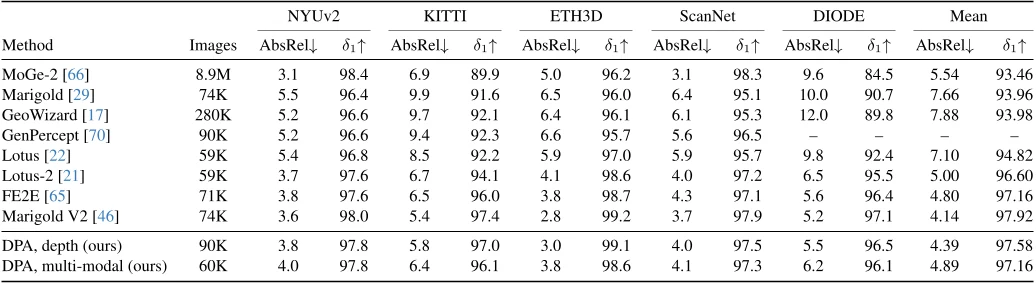 NYUv2 KITTI ETH3D ScanNet DIODE Mean
Method Images AbsRel↓ δ1↑ AbsRel↓ δ1↑ AbsRel↓ δ1↑ AbsRel↓ δ1↑ AbsRel↓ δ1↑ AbsRel↓ δ1↑
MoGe-2 [66] 8.9M 3.1 98.4 6.9 89.9 5.0 96.2 3.1 98.3 9.6 84.5 5.54 93.46
Marigold [29] 74K 5.5 96.4 9.9 91.6 6.5 96.0 6.4 95.1 10.0 90.7 7.66 93.96
GeoWizard [17] 280K 5.2 96.6 9.7 92.1 6.4 96.1 6.1 95.3 12.0 89.8 7.88 93.98
GenPercept [70] 90K 5.2 96.6 9.4 92.3 6.6 95.7 5.6 96.5 – – – –
Lotus [22] 59K 5.4 96.8 8.5 92.2 5.9 97.0 5.9 95.7 9.8 92.4 7.10 94.82
Lotus-2 [21] 59K 3.7 97.6 6.7 94.1 4.1 98.6 4.0 97.2 6.5 95.5 5.00 96.60
FE2E [65] 71K 3.8 97.6 6.5 96.0 3.8 98.7 4.3 97.1 5.6 96.4 4.80 97.16
Marigold V2 [46] 74K 3.6 98.0 5.4 97.4 2.8 99.2 3.7 97.9 5.2 97.1 4.14 97.92
DPA, depth (ours) 90K 3.8 97.8 5.8 97.0 3.0 99.1 4.0 97.5 5.5 96.5 4.39 97.58
DPA, multi-modal (ours) 60K 4.0 97.8 6.4 96.1 3.8 98.6 4.1 97.3 6.2 96.1 4.89 97.16